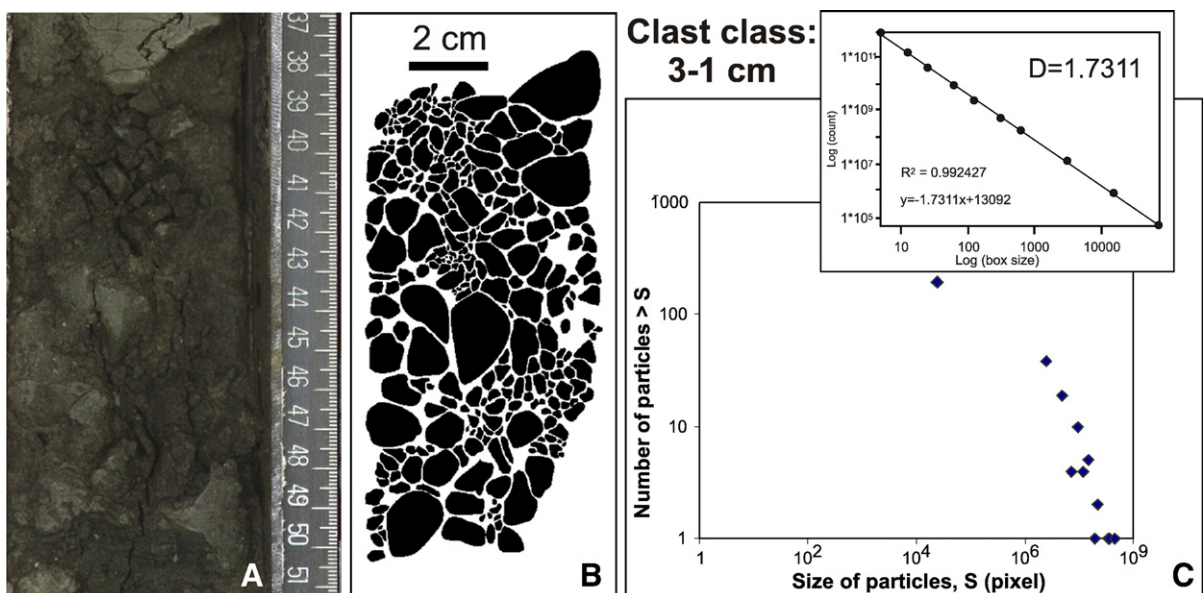 37
38
39
40
41
42
43
44
45
46
47
48
49
50
51
A
2 cm
B
Clast class:
3-1 cm
D=1.7311
1*10¹¹
1*10⁹
1*10⁷
1*10⁵
Log (count)
R² = 0.992427
y=-1.7311x+13092
10
100
1000
10000
Log (box size)
1000
100
10
1
Number of particles > S
1
10²
10⁴
10⁶
10⁹
Size of particles, S (pixel)
C